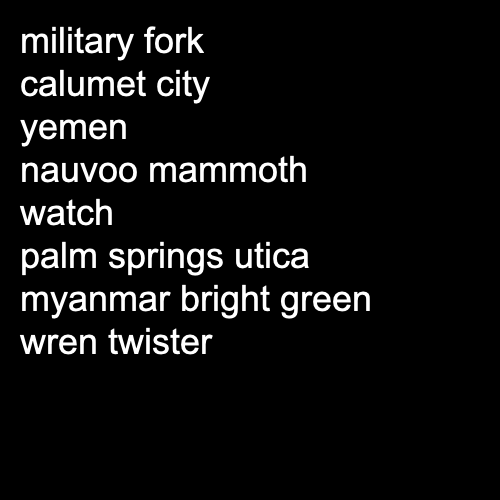 military fork
calumet city
yemen
nauvoo mammoth
watch
palm springs utica
myanmar bright green
wren twister